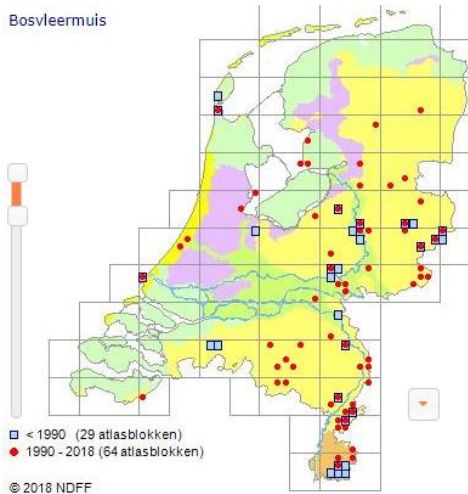 Bosvleermuis
< 1990 (29 atlasblokken)
1990 - 2018 (64 atlasblokken)
© 2018 NDFF